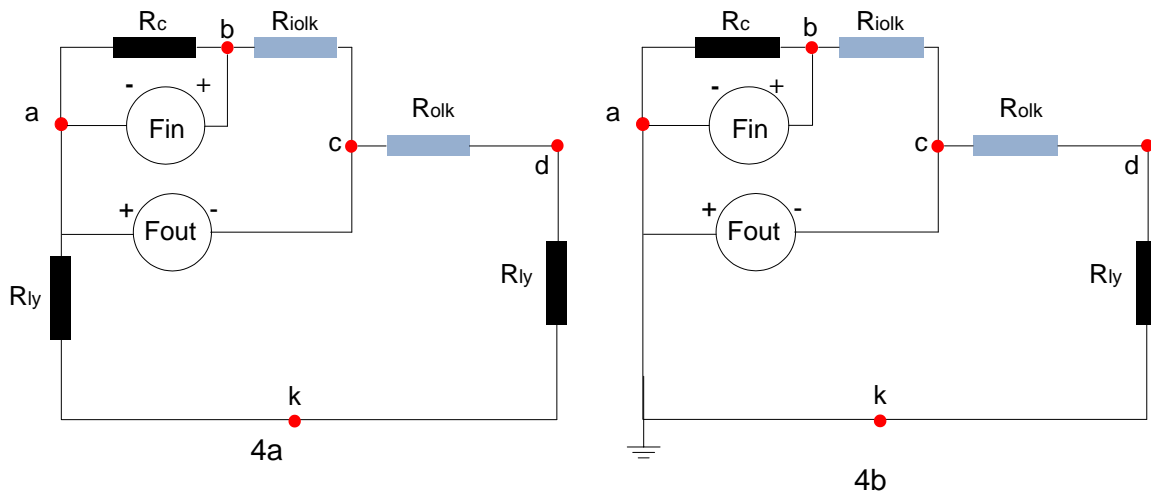 Rc
b
Riolk
- +
a
Fin
Rolk
c
d
+ -
Fout
Rly
Rly
k
4a
Rc
b
Riolk
- +
a
Fin
Rolk
c
d
+ -
Fout
Rly
k
4b